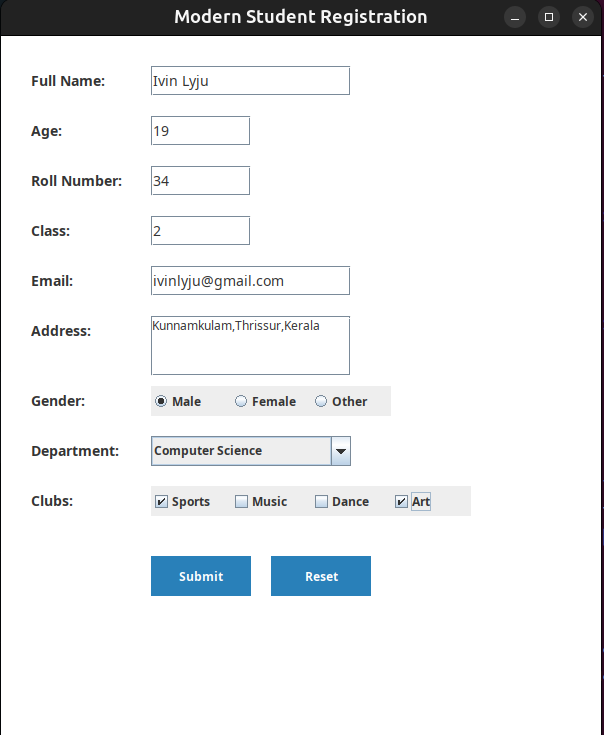 Modern Student Registration
Full Name: Ivin Lyju
Age: 19
Roll Number: 34
Class: 2
Email: ivinlyju@gmail.com
Address: Kunnamkulam,Thrissur,Kerala
Gender: Male Female Other
Department: Computer Science
Clubs: Sports Music Dance Art
Submit Reset